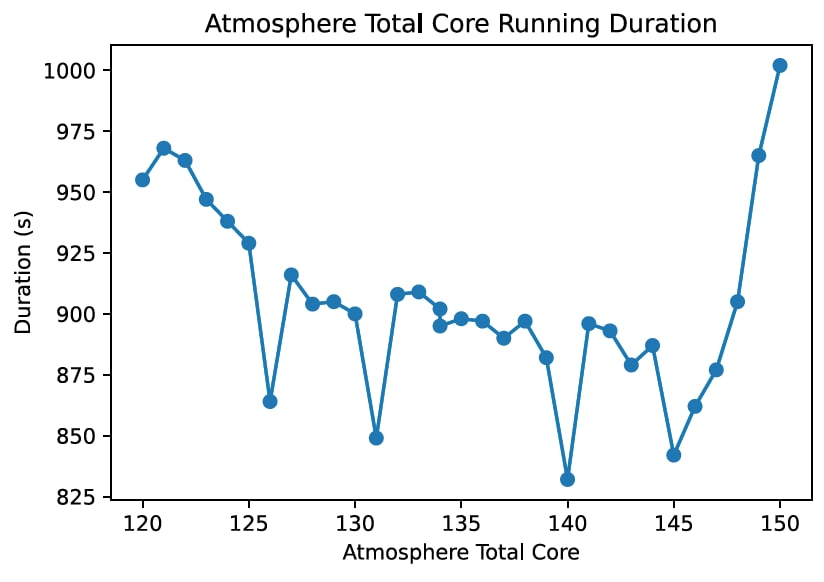 Atmosphere Total Core Running Duration
Duration (s)
1000
975
950
925
900
875
850
825
120 125 130 135 140 145 150
Atmosphere Total Core